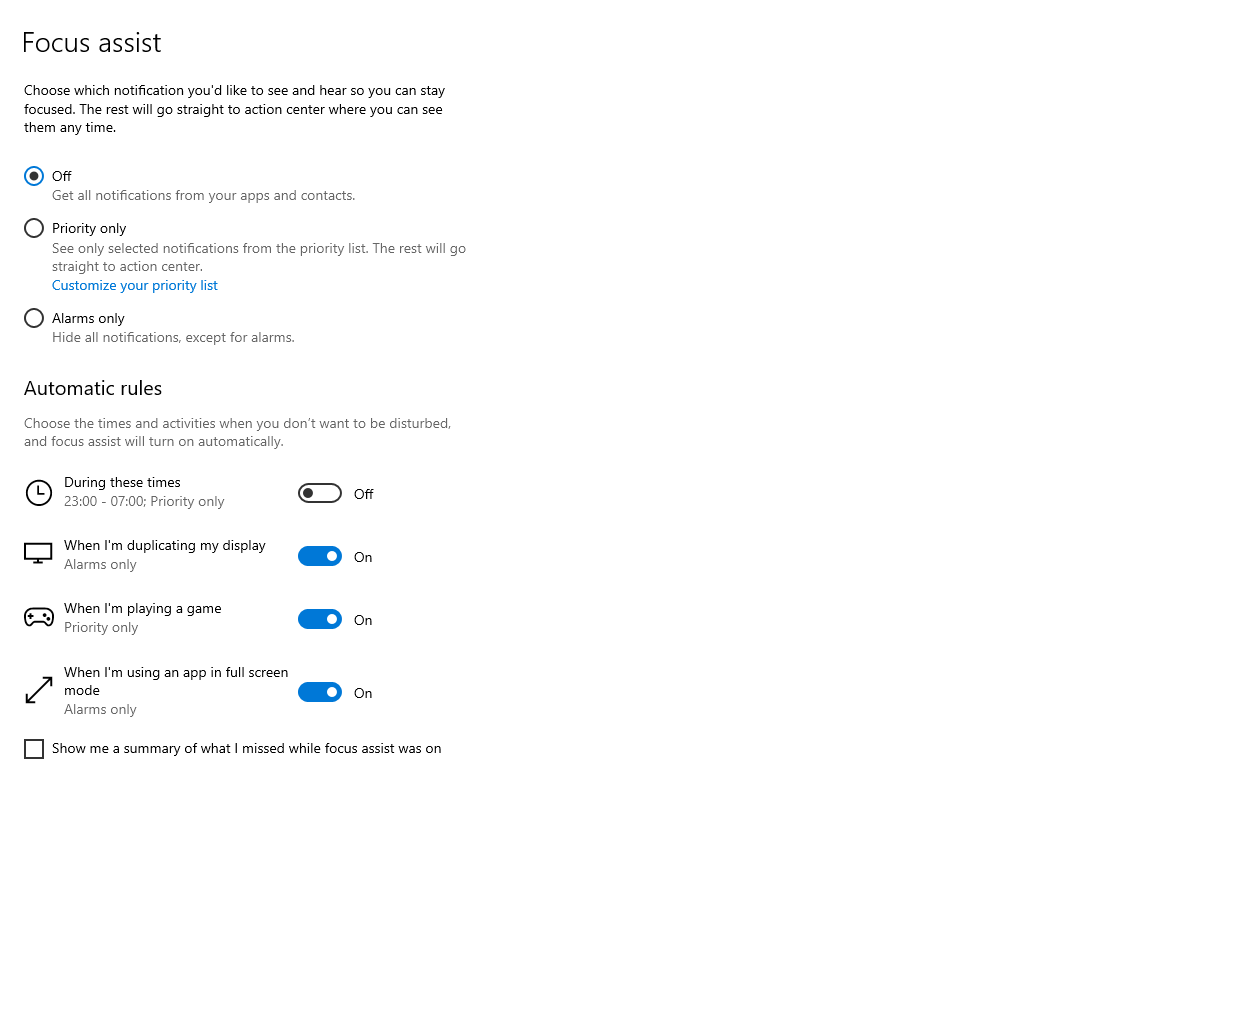 Focus assist
Choose which notification you'd like to see and hear so you can stay
focused. The rest will go straight to action center where you can see
them any time.
Off
Get all notifications from your apps and contacts.
Priority only
See only selected notifications from the priority list. The rest will go
straight to action center.
Customize your priority list
Alarms only
Hide all notifications, except for alarms.
Automatic rules
Choose the times and activities when you don’t want to be disturbed,
and focus assist will turn on automatically.
During these times
23:00 - 07:00; Priority only
Off
When I'm duplicating my display
Alarms only
On
When I'm playing a game
Priority only
On
When I'm using an app in full screen
mode
Alarms only
On
Show me a summary of what I missed while focus assist was on